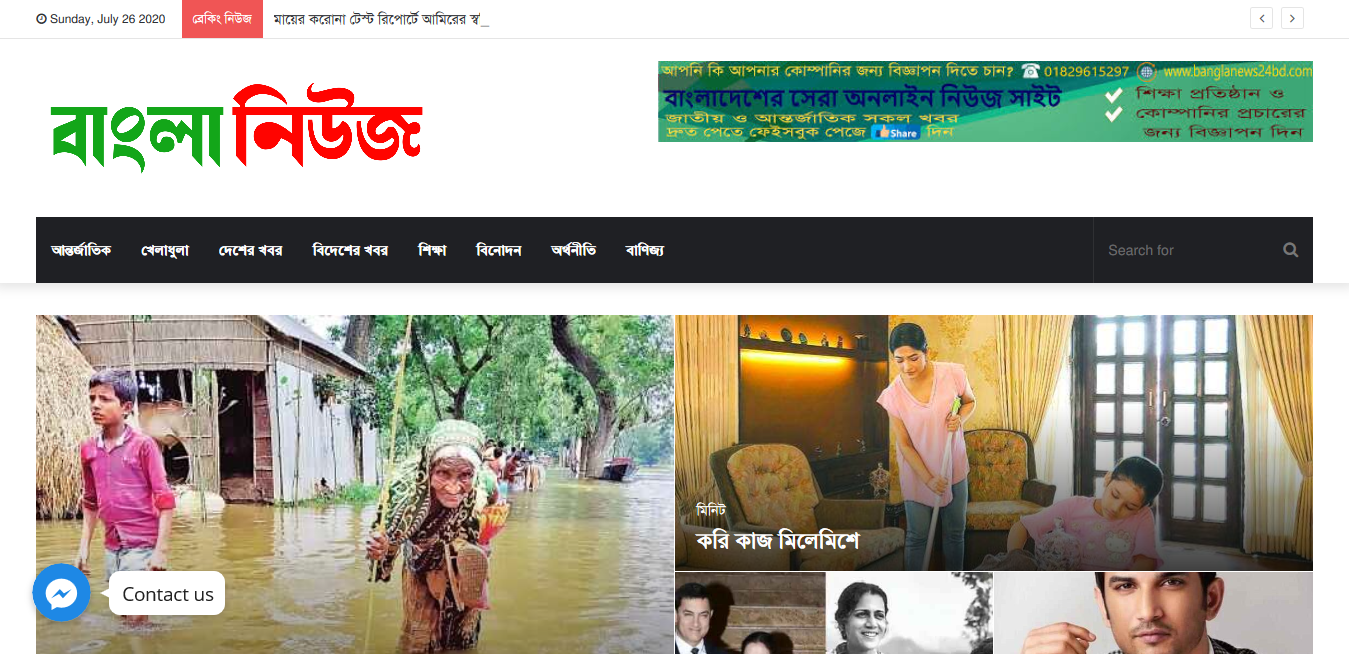 Sunday, July 26 2020
ব্রেকিং নিউজ
মায়ের করোনা টেস্ট রিপোর্টে আমিরের স্ব_
বাংলা নিউজ
আপনি কি আপনার কোম্পানির জন্য বিজ্ঞাপন দিতে চান? 01829615297 www.banglanews24bd.com
বাংলাদেশের সেরা অনলাইন নিউজ সাইট
শিক্ষা প্রতিষ্ঠান ও
জাতীয় ও আন্তর্জাতিক সকল খবর
কোম্পানির প্রচারের
দ্রুত পেতে ফেইসবুক পেজে Share দিন
জন্য বিজ্ঞাপন দিন
আন্তর্জাতিক খেলাধুলা দেশের খবর বিদেশের খবর শিক্ষা বিনোদন অর্থনীতি বাণিজ্য Search for
মিনিট
করি কাজ মিলেমিশে
Contact us